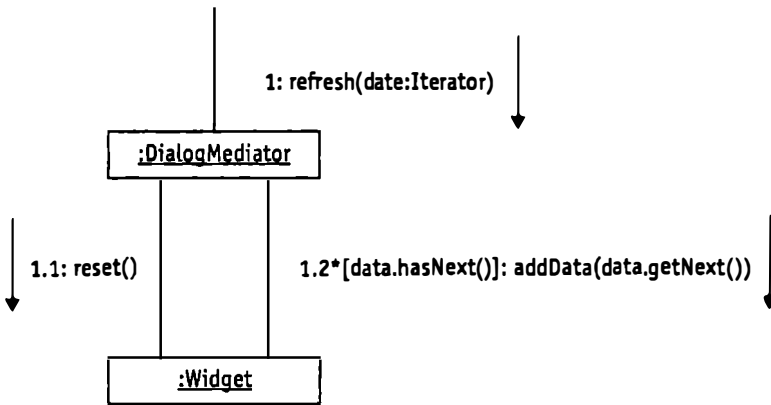 1: refresh(date:Iterator)
:DialogMediator
1.1: reset()
1.2*[data.hasNext()]: addData(data.getNext())
:Widget